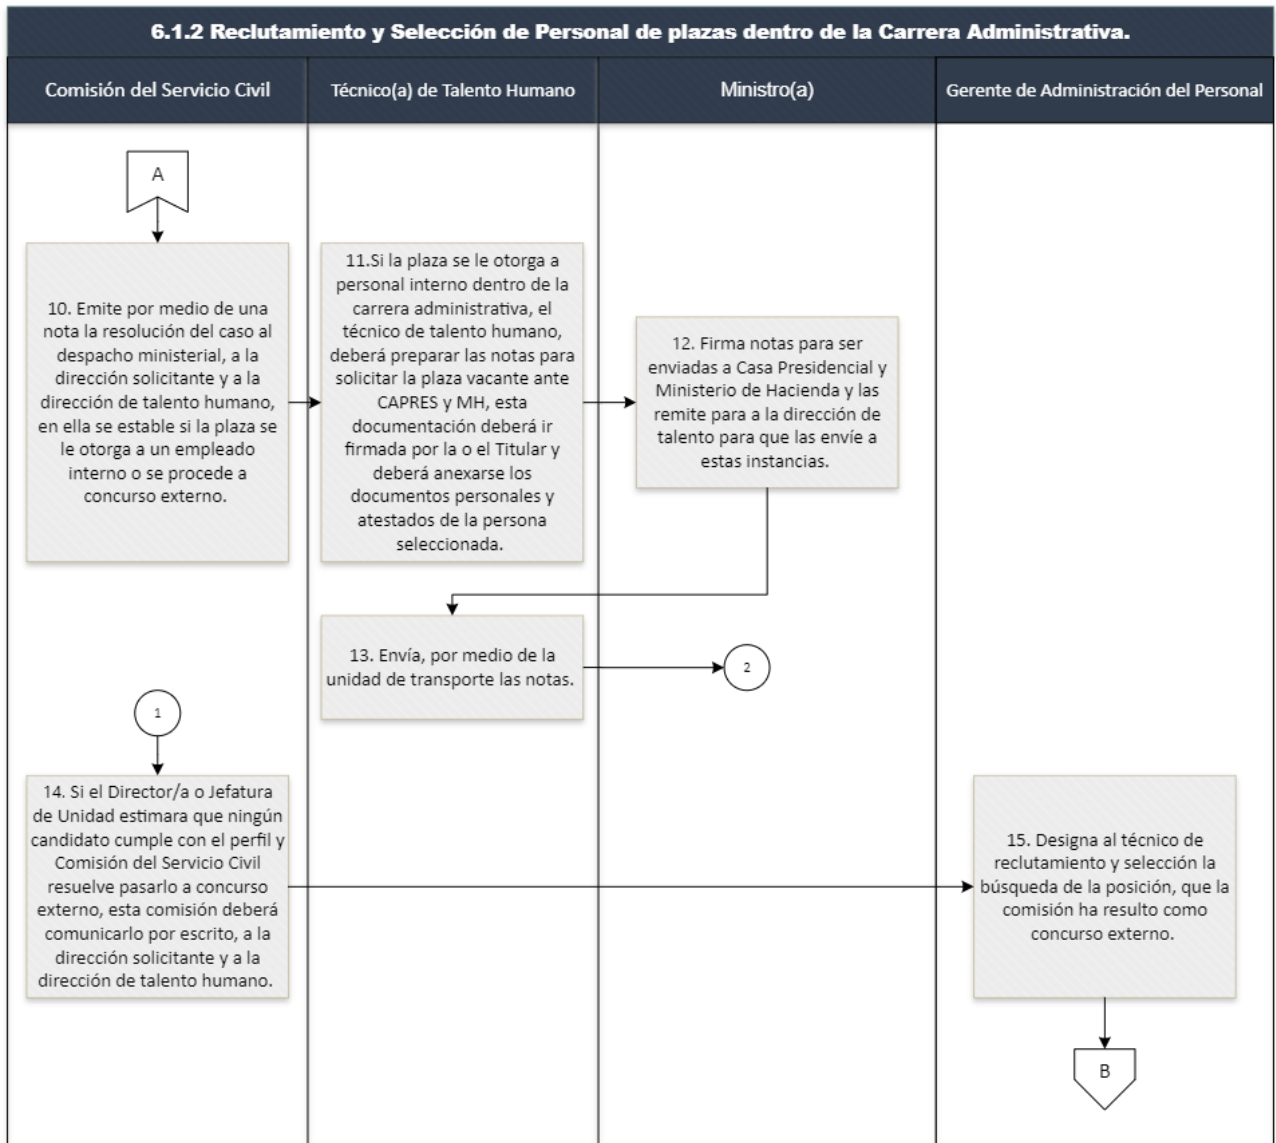 6.1.2 Reclutamiento y Selección de Personal de plazas dentro de la Carrera Administrativa.
Comisión del Servicio Civil
Técnico(a) de Talento Humano
Ministro(a)
Gerente de Administración del Personal
A
10. Emite por medio de una
nota la resolución del caso al
despacho ministerial, a la
dirección solicitante y a la
dirección de talento humano,
en ella se estable si la plaza se
le otorga a un empleado
interno o se procede a
concurso externo.
11.Si la plaza se le otorga a
personal interno dentro de la
carrera administrativa, el
técnico de talento humano,
deberá preparar las notas para
solicitar la plaza vacante ante
CAPRES y MH, esta
documentación deberá ir
firmada por la o el Titular y
deberá anexarse los
documentos personales y
atestados de la persona
seleccionada.
12. Firma notas para ser
enviadas a Casa Presidencial y
Ministerio de Hacienda y las
remite para a la dirección de
talento para que las envíe a
estas instancias.
13. Envía, por medio de la
unidad de transporte las notas.
2
1
14. Si el Director/a o Jefatura
de Unidad estimara que ningún
candidato cumple con el perfil y
Comisión del Servicio Civil
resuelve pasarlo a concurso
externo, esta comisión deberá
comunicarlo por escrito, a la
dirección solicitante y a la
dirección de talento humano.
15. Designa al técnico de
reclutamiento y selección la
búsqueda de la posición, que la
comisión ha resulto como
concurso externo.
B